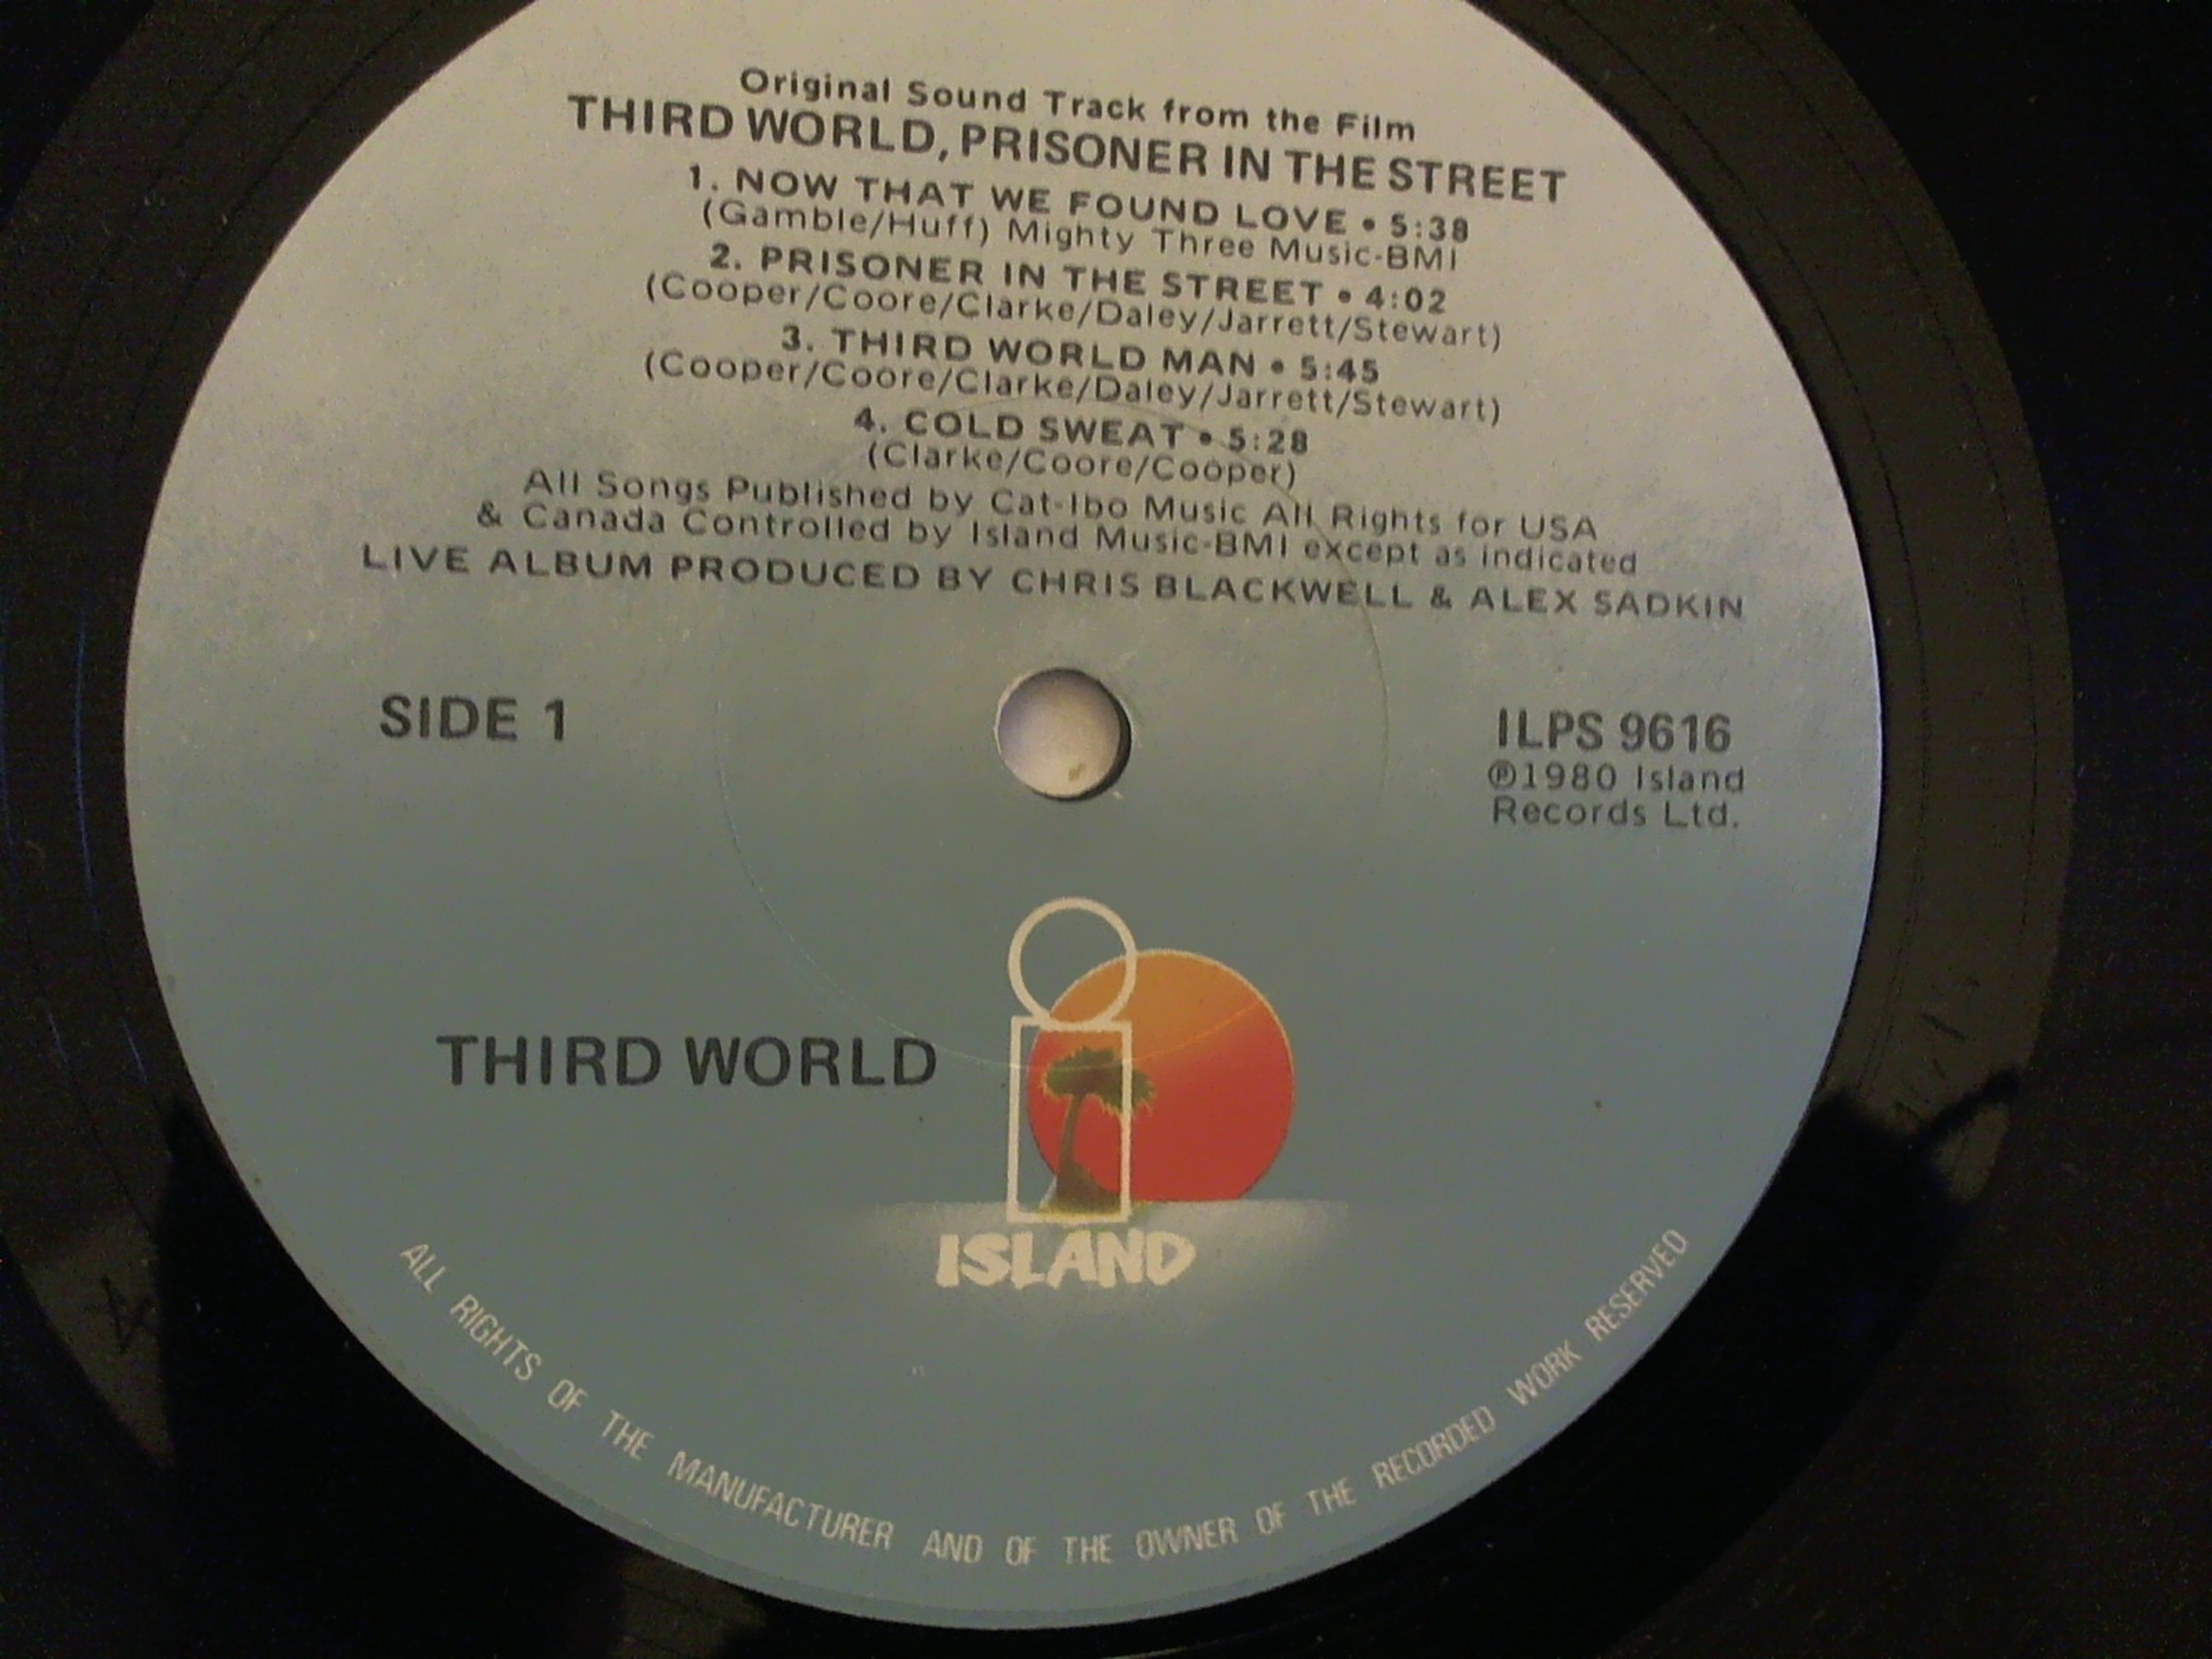 Original Sound Track from the Film
THIRD WORLD, PRISONER IN THE STREET
1. NOW THAT WE FOUND LOVE • 5:38
(Gamble/Huff) Mighty Three Music-BMI
2. PRISONER IN THE STREET • 4:02
(Cooper/Coore/Clarke/Daley/Jarrett/Stewart)
3. THIRD WORLD MAN • 5:45
(Cooper/Coore/Clarke/Daley/Jarrett/Stewart)
4. COLD SWEAT • 5:28
(Clarke/Coore/Cooper)
All Songs Published by Cat-Ibo Music All Rights for USA
& Canada Controlled by Island Music-BMI except as indicated
LIVE ALBUM PRODUCED BY CHRIS BLACKWELL & ALEX SADKIN
SIDE 1
ILPS 9616
℗1980 Island
Records Ltd.
THIRD WORLD
ISLAND
ALL RIGHTS OF THE MANUFACTURER AND OF THE OWNER OF THE RECORDED WORK RESERVED